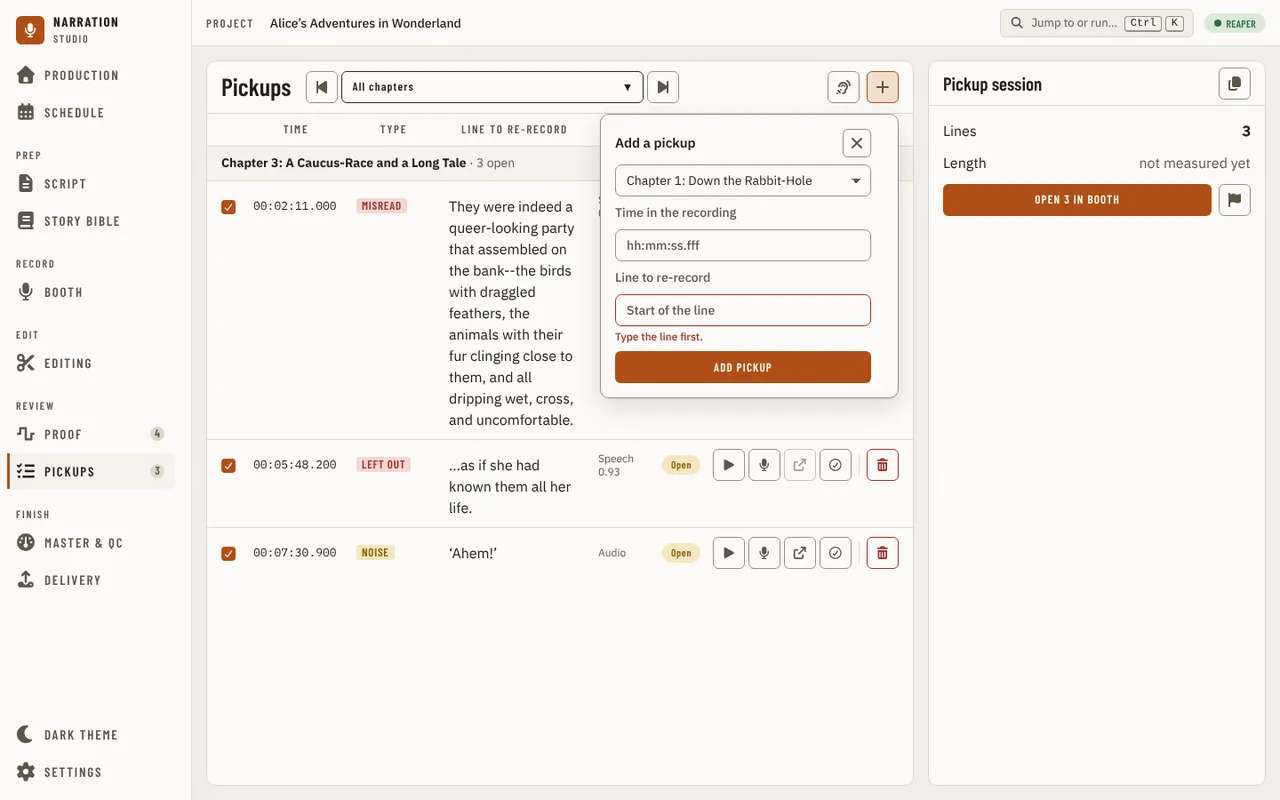 NARRATION
STUDIO
PRODUCTION
SCHEDULE
PREP
SCRIPT
STORY BIBLE
RECORD
BOOTH
EDIT
EDITING
REVIEW
PROOF 4
PICKUPS 3
FINISH
MASTER & QC
DELIVERY
DARK THEME
SETTINGS
PROJECT Alice's Adventures in Wonderland
Jump to or run... Ctrl K
REAPER
Pickups
All chapters
TIME TYPE LINE TO RE-RECORD
Chapter 3: A Caucus-Race and a Long Tale · 3 open
00:02:11.000 MISREAD
They were indeed a
queer-looking party
that assembled on
the bank--the birds
with draggled
feathers, the
animals with their
fur clinging close to
them, and all
dripping wet, cross,
and uncomfortable.
00:05:48.200 LEFT OUT
...as if she had
known them all her
life.
Speech
0.93
Open
00:07:30.900 NOISE ‘Ahem!’ Audio Open
Add a pickup
Chapter 1: Down the Rabbit-Hole
Time in the recording
hh:mm:ss.fff
Line to re-record
Start of the line
Type the line first.
ADD PICKUP
Pickup session
Lines 3
Length not measured yet
OPEN 3 IN BOOTH